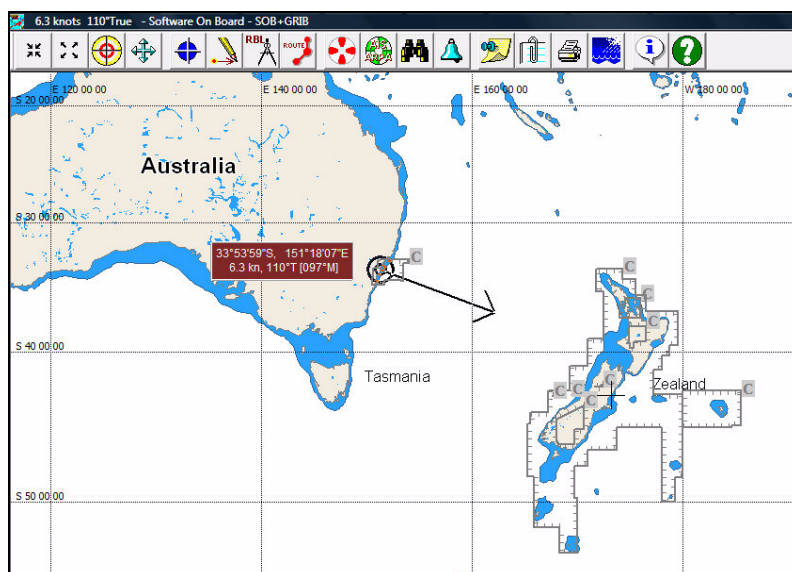 6.3 knots 110°True - Software On Board - SOB+GRIB
RBL
ROUTE
AIS
E 120 00 00
E 140 00 00
E 160 00 00
W 180 00 00
S 20 00 00
Australia
S 30 00 00
33°53'59"S, 151°18'07"E
6.3 kn, 110°T [097°M]
C
C
C
C
S 40 00 00
Tasmania
C
Zealand
C
C
C
C
S 50 00 00